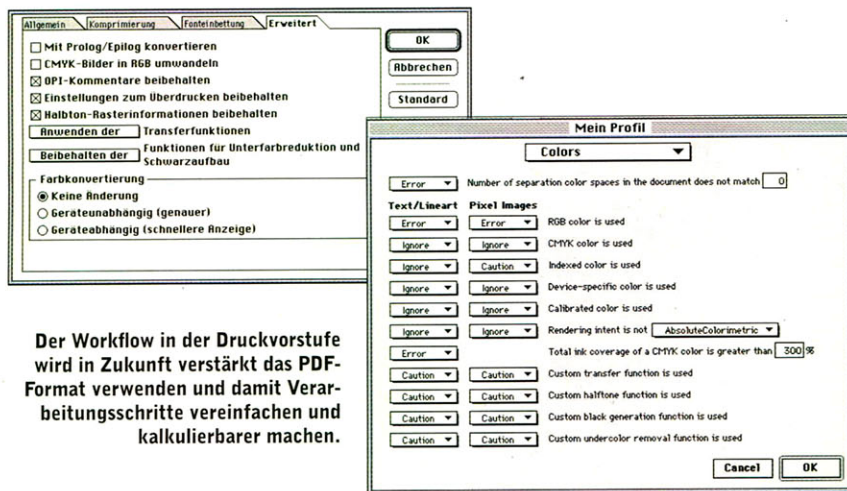 Allgemein Komprimierung Fonteinbettung Erweitert
Mit Prolog/Epilog konvertieren
CMYK-Bilder in RGB umwandeln
OPI-Kommentare beibehalten
Einstellungen zum Überdrucken beibehalten
Halbton-Rasterinformationen beibehalten
Anwenden der Transferfunktionen
Beibehalten der Funktionen für Unterfarbreduktion und
Schwarzaufbau
Farbkonvertierung
Keine Änderung
Geräteunabhängig (genauer)
Geräteabhängig (schnellere Anzeige)
OK
Abbrechen
Standard
Mein Profil
Colors
Error Number of separation color spaces in the document does not match 0
Text/Lineart Pixel Images
Error Error RGB color is used
Ignore Ignore CMYK color is used
Ignore Caution Indexed color is used
Ignore Ignore Device-specific color is used
Ignore Ignore Calibrated color is used
Ignore Ignore Rendering intent is not AbsoluteColorimetric
Error Total ink coverage of a CMYK color is greater than 300 %
Caution Caution Custom transfer function is used
Caution Caution Custom halftone function is used
Caution Caution Custom black generation function is used
Caution Caution Custom undercolor removal function is used
Cancel OK
Der Workflow in der Druckvorstufe
wird in Zukunft verstärkt das PDF-
Format verwenden und damit Verar-
beitungsschritte vereinfachen und
kalkulierbarer machen.